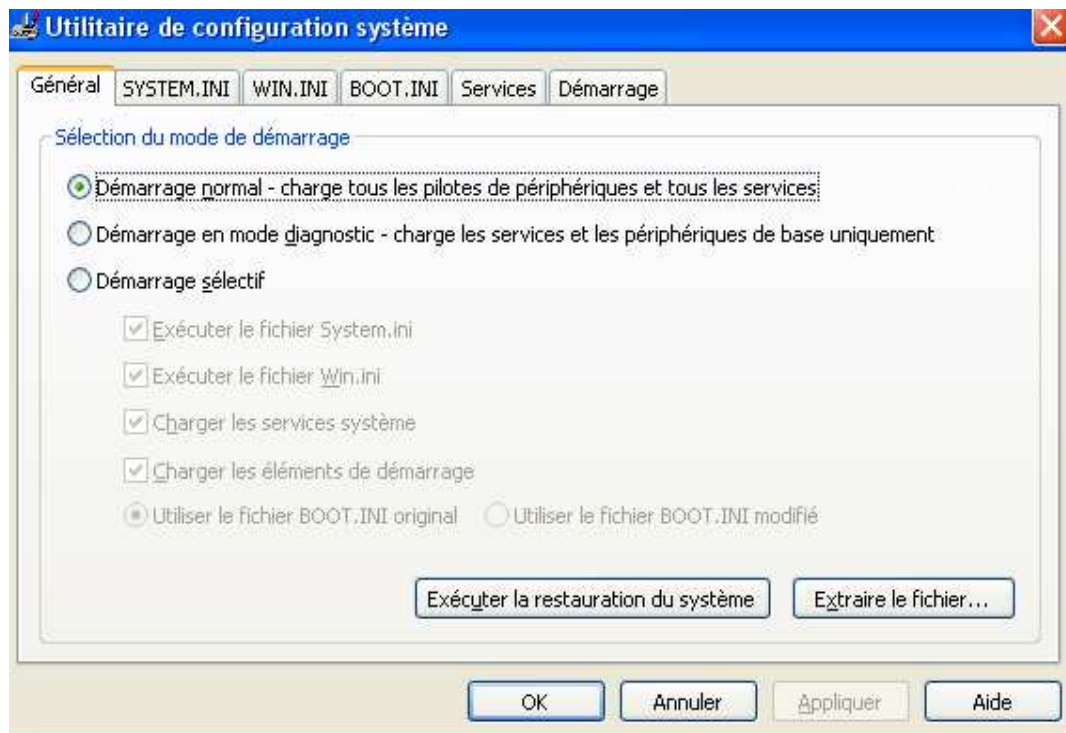 Utilitaire de configuration système
Général SYSTEM.INI WIN.INI BOOT.INI Services Démarrage
Sélection du mode de démarrage
Démarrage normal - charge tous les pilotes de périphériques et tous les services
Démarrage en mode diagnostic - charge les services et les périphériques de base uniquement
Démarrage sélectif
Exécuter le fichier System.ini
Exécuter le fichier Win.ini
Charger les services système
Charger les éléments de démarrage
Utiliser le fichier BOOT.INI original Utiliser le fichier BOOT.INI modifié
Exécuter la restauration du système Extraire le fichier...
OK Annuler Appliquer Aide